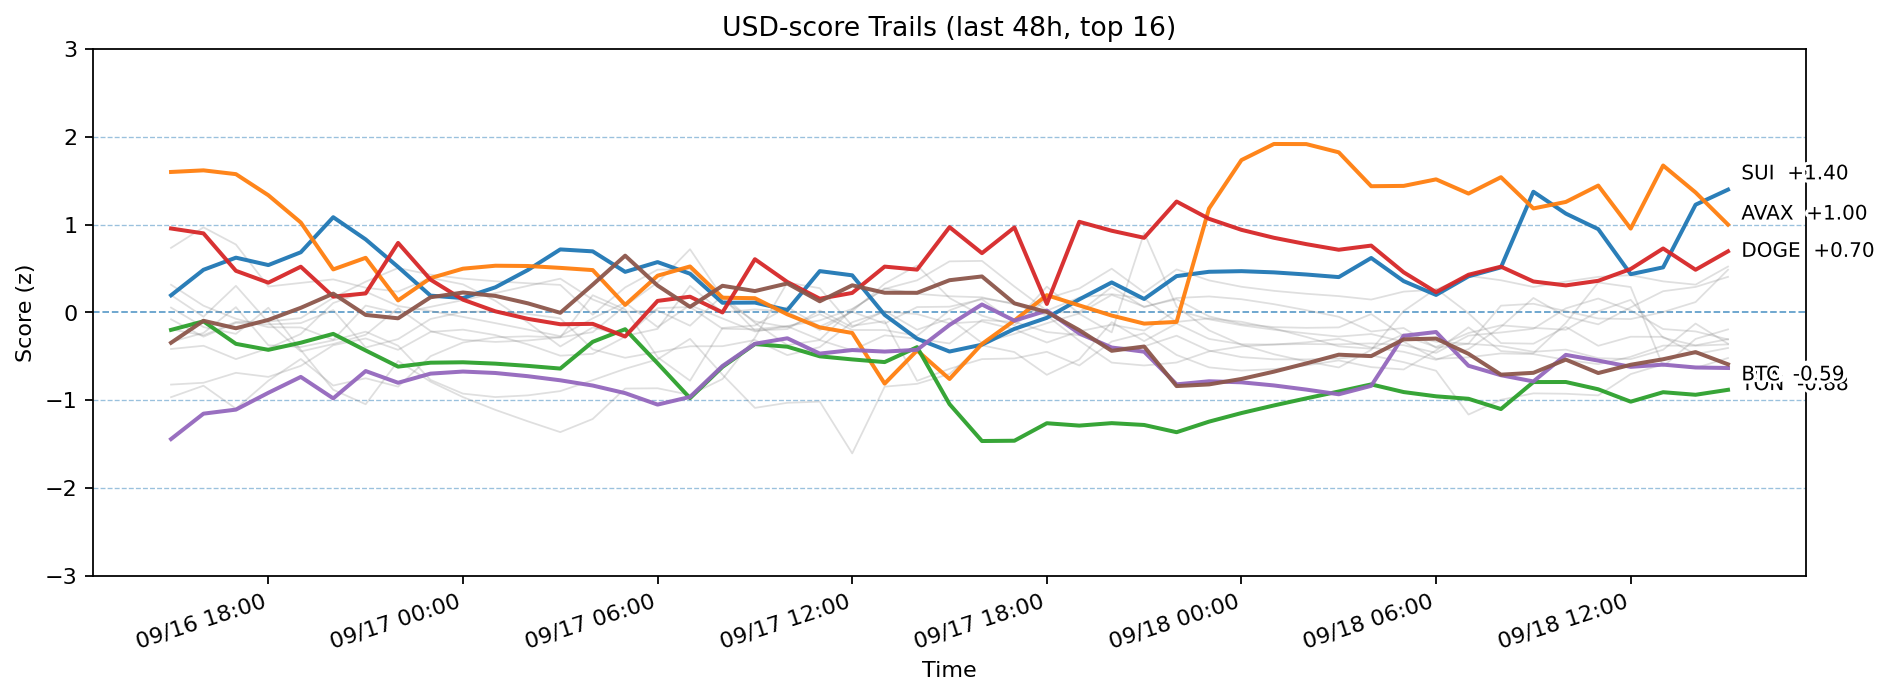 USD-score Trails (last 48h, top 16)
3
2
1
0
−1
−2
−3
Score (z)
SUI +1.40
AVAX +1.00
DOGE +0.70
BTC -0.59
TON -0.88
09/16 18:00
09/17 00:00
09/17 06:00
09/17 12:00
09/17 18:00
09/18 00:00
09/18 06:00
09/18 12:00
Time